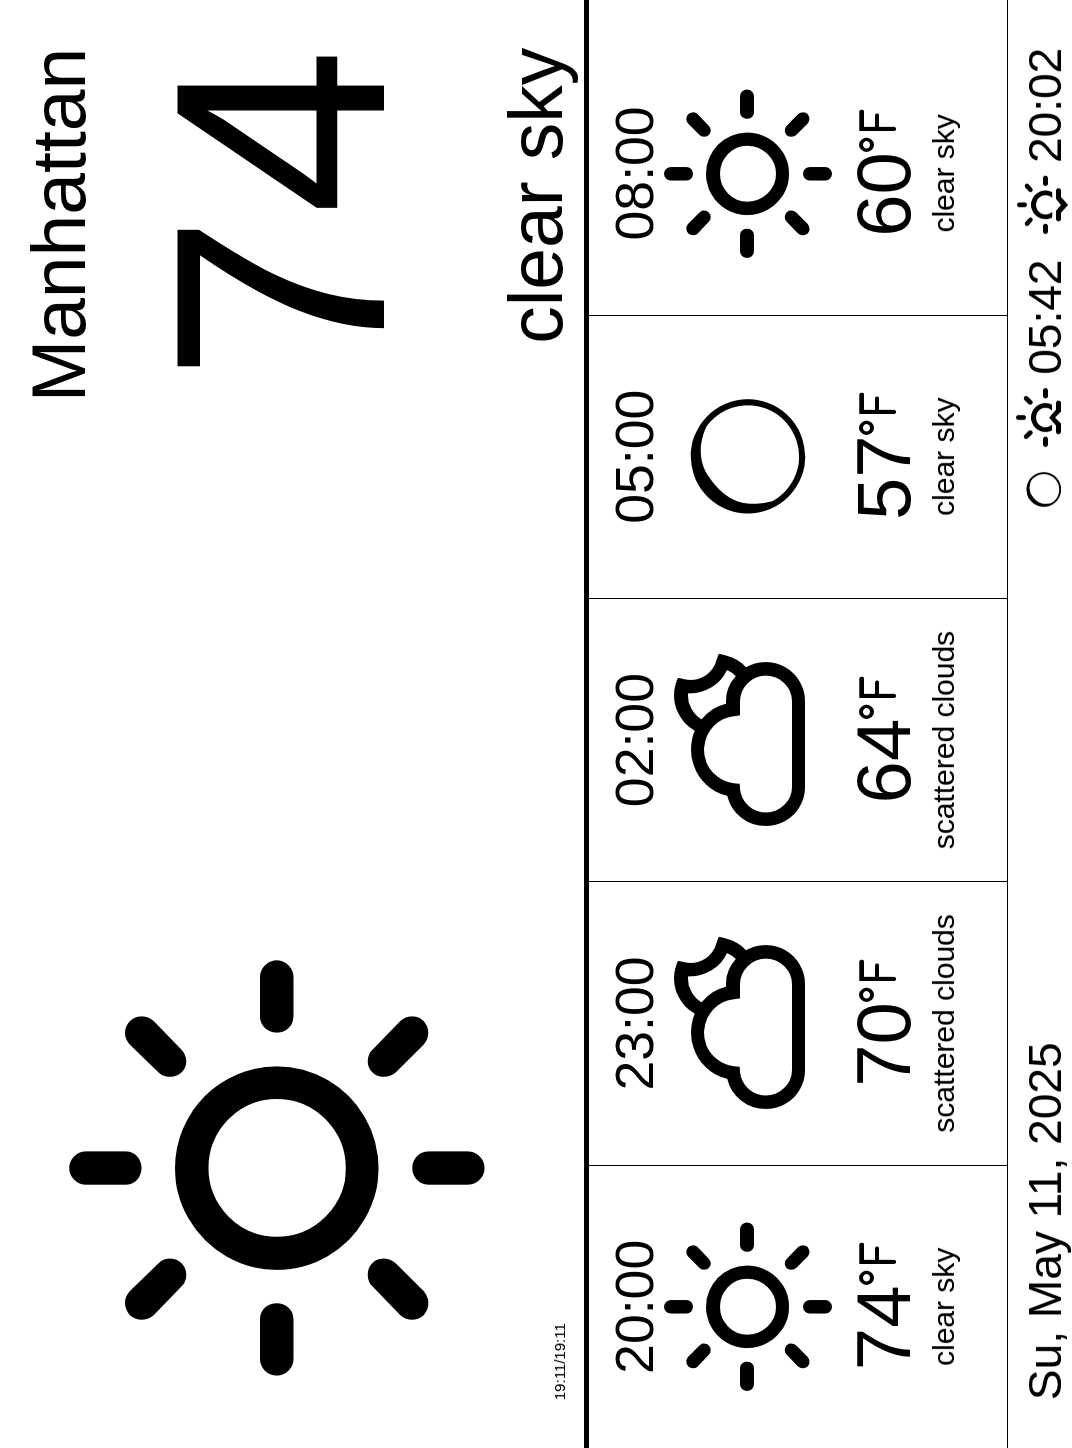 Manhattan
74
clear sky
19:11/19:11
20:00 23:00 02:00 05:00 08:00
74°F 70°F 64°F 57°F 60°F
clear sky scattered clouds scattered clouds clear sky clear sky
Su, May 11, 2025 05:42 20:02